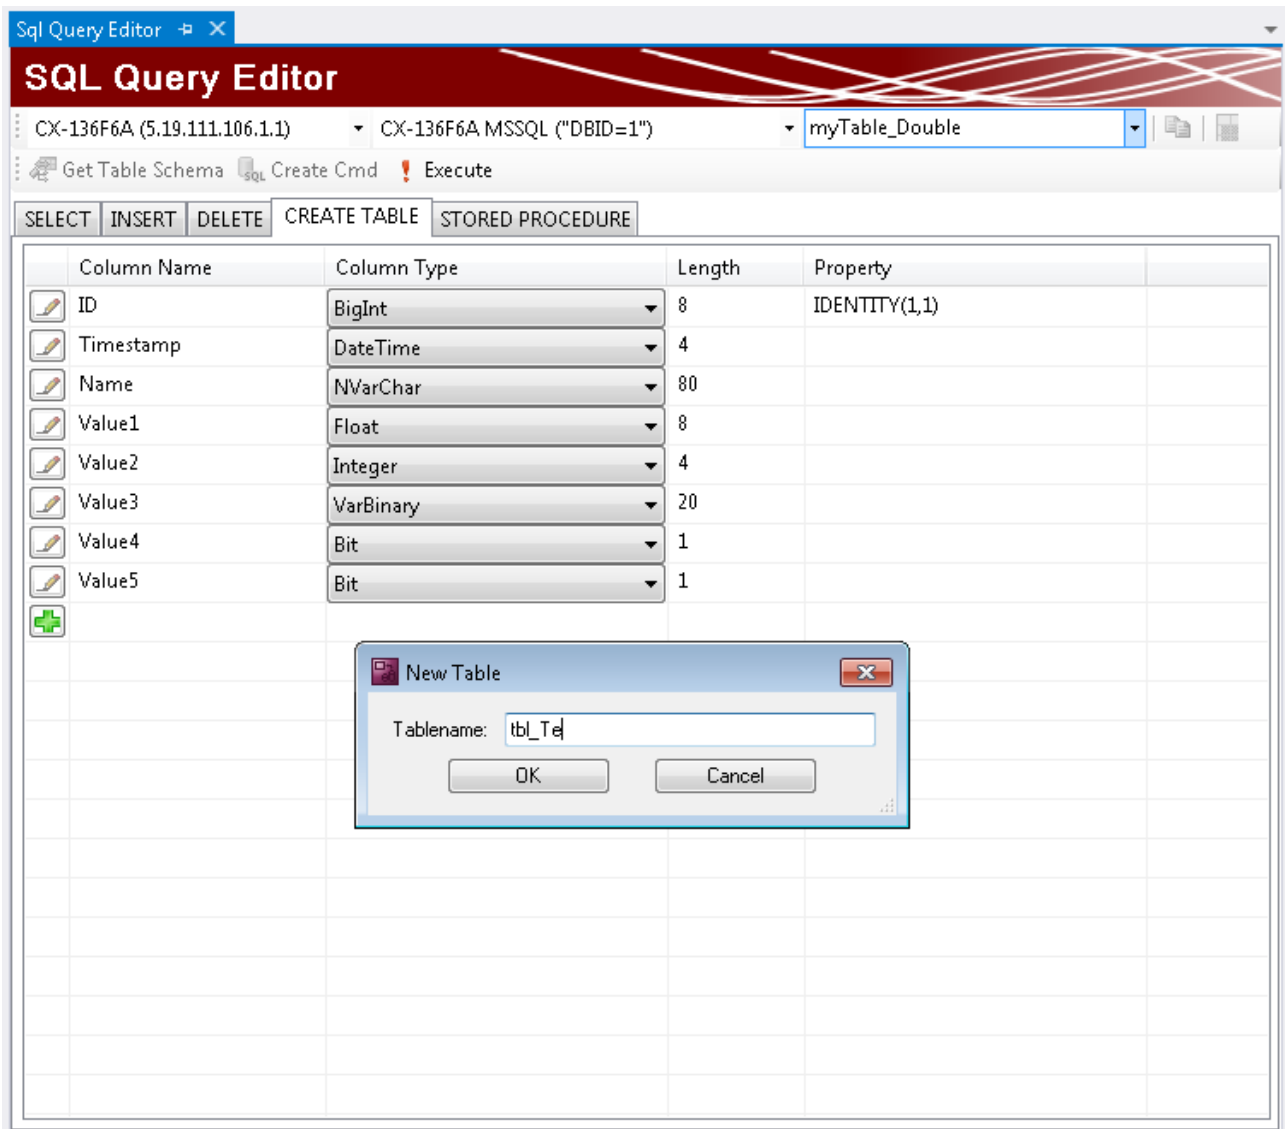 Sql Query Editor
SQL Query Editor
CX-136F6A (5.19.111.106.1.1) CX-136F6A MSSQL ("DBID=1") myTable_Double
Get Table Schema SQL Create Cmd Execute
SELECT INSERT DELETE CREATE TABLE STORED PROCEDURE
Column Name Column Type Length Property
ID BigInt 8 IDENTITY(1,1)
Timestamp DateTime 4
Name NVarChar 80
Value1 Float 8
Value2 Integer 4
Value3 VarBinary 20
Value4 Bit 1
Value5 Bit 1
New Table
Tablename: tbl_Te
OK Cancel